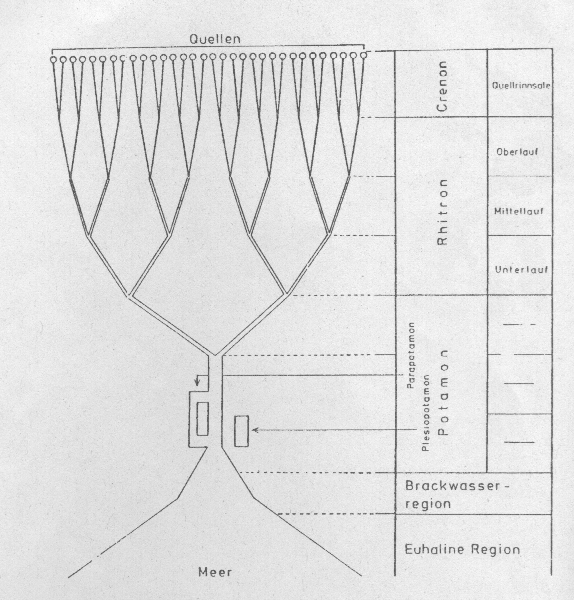 Quellen
Crenon
Quellrinnsale
Oberlauf
Rhitron
Mittellauf
Unterlauf
Parapotamon
Plesiopotamon
Potamon
Brackwasser-
region
Euhaline Region
Meer